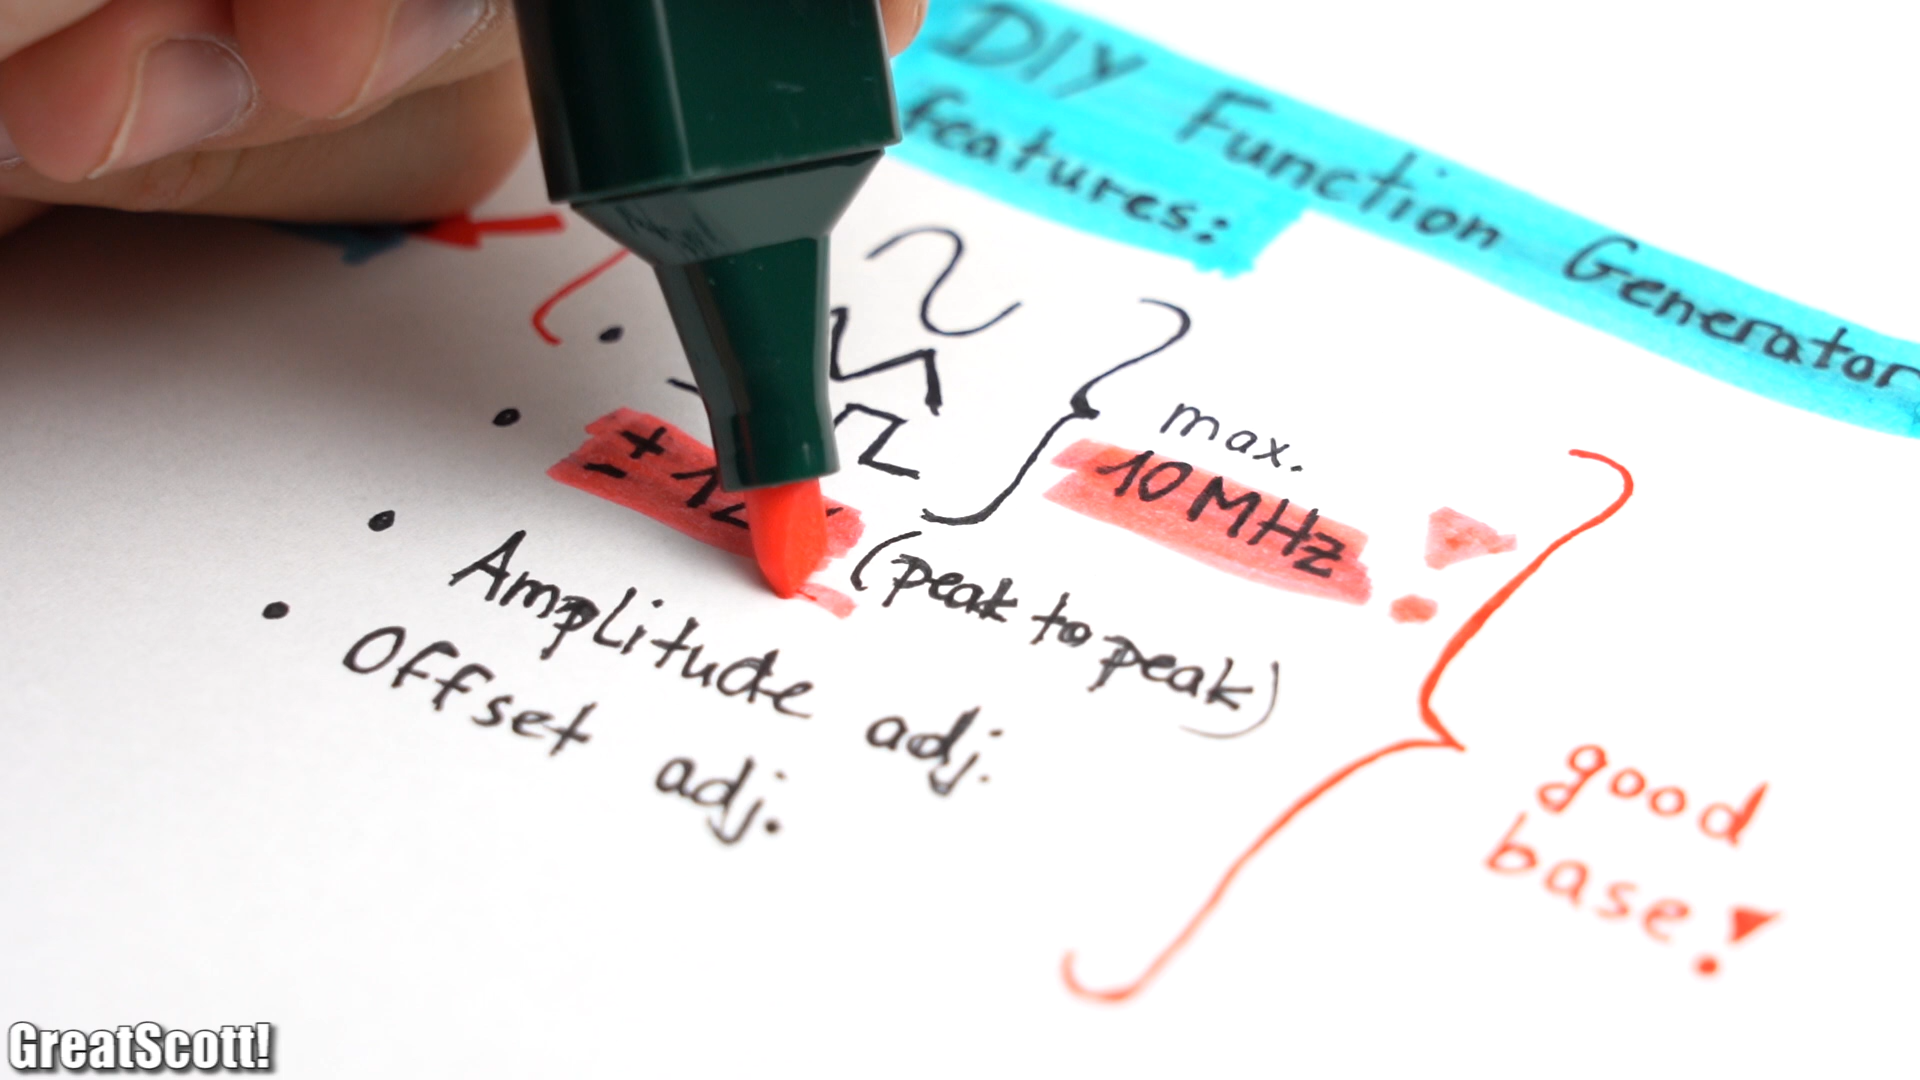 DIY Function Generator
features:
max.
10 MHz
±
(peak to peak)
Amplitude adj.
Offset adj.
good
base!
GreatScott!